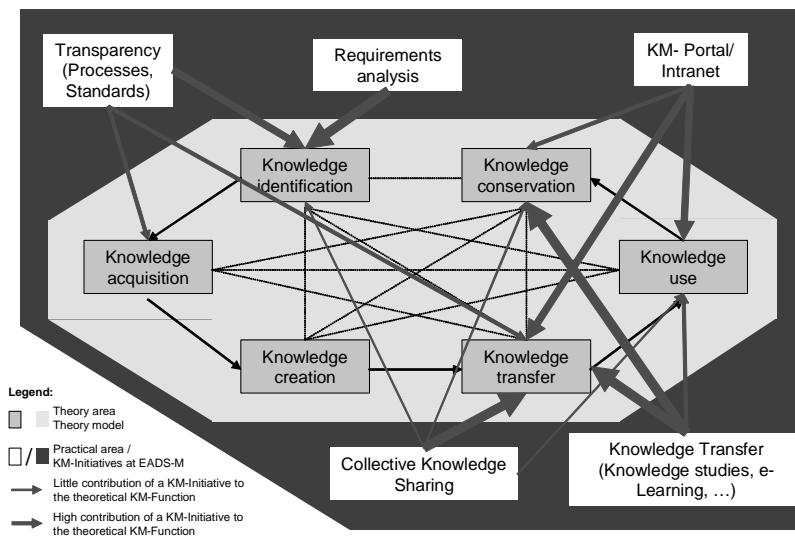 Transparency
(Processes,
Standards)
Requirements
analysis
KM- Portal/
Intranet
Knowledge
identification
Knowledge
conservation
Knowledge
acquisition
Knowledge
use
Knowledge
creation
Knowledge
transfer
Collective Knowledge
Sharing
Knowledge Transfer
(Knowledge studies, e-
Learning, …)
Legend:
Theory area
Theory model
/
Practical area /
KM-Initiatives at EADS-M
Little contribution of a KM-Initiative to
the theoretical KM-Function
High contribution of a KM-Initiative to
the theoretical KM-Function